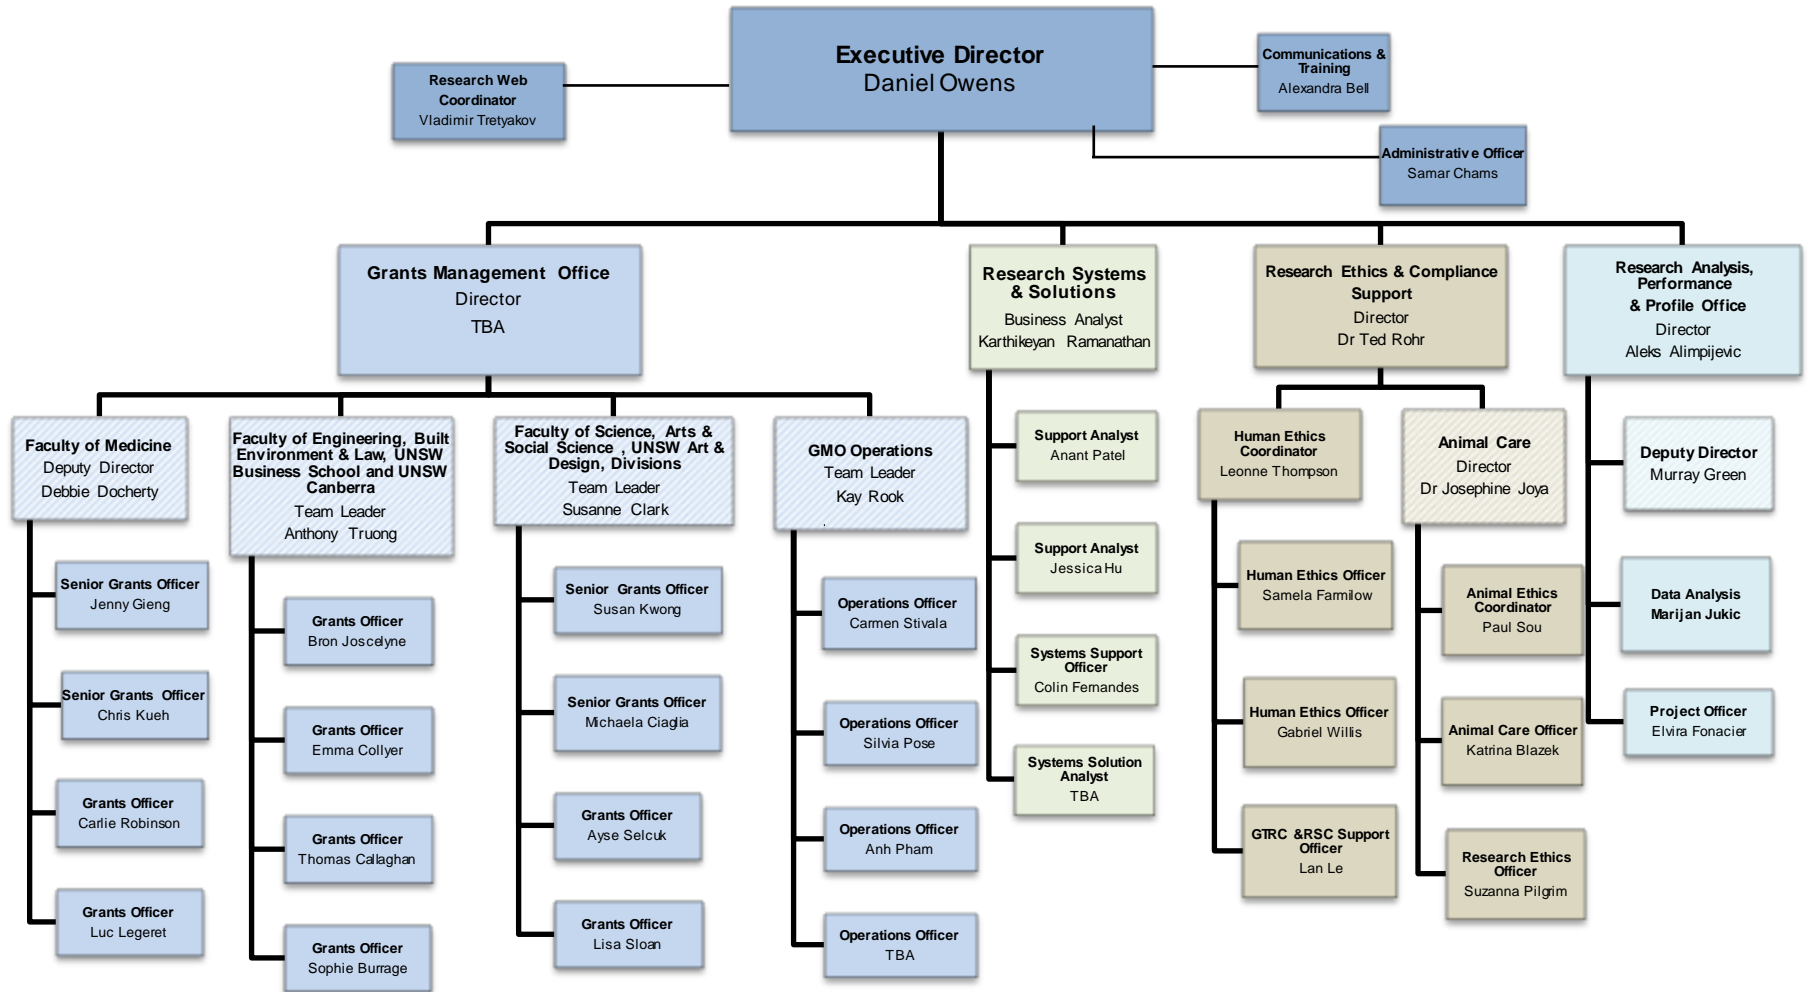 Executive Director
Daniel Owens
Research Web
Coordinator
Vladimir Tretyakov
Communications &
Training
Alexandra Bell
Administrative Officer
Samar Chams
Grants Management Office
Director
TBA
Research Systems
& Solutions
Business Analyst
Karthikeyan Ramanathan
Research Ethics & Compliance
Support
Director
Dr Ted Rohr
Research Analysis,
Performance
& Profile Office
Director
Aleks Alimpijevic
Faculty of Medicine
Deputy Director
Debbie Docherty
Senior Grants Officer
Jenny Gieng
Senior Grants Officer
Chris Kueh
Grants Officer
Carlie Robinson
Grants Officer
Luc Legeret
Faculty of Engineering, Built
Environment & Law, UNSW
Business School and UNSW
Canberra
Team Leader
Anthony Truong
Grants Officer
Bron Joscelyne
Grants Officer
Emma Collyer
Grants Officer
Thomas Callaghan
Grants Officer
Sophie Burrage
Faculty of Science, Arts &
Social Science , UNSW Art &
Design, Divisions
Team Leader
Susanne Clark
Senior Grants Officer
Susan Kwong
Senior Grants Officer
Michaela Ciaglia
Grants Officer
Ayse Selcuk
Grants Officer
Lisa Sloan
GMO Operations
Team Leader
Kay Rook
.
Operations Officer
Carmen Stivala
Operations Officer
Silvia Pose
Operations Officer
Anh Pham
Operations Officer
TBA
Support Analyst
Anant Patel
Support Analyst
Jessica Hu
Systems Support
Officer
Colin Fernandes
Systems Solution
Analyst
TBA
Human Ethics
Coordinator
Leonne Thompson
Human Ethics Officer
Samela Farmilow
Human Ethics Officer
Gabriel Willis
GTRC &RSC Support
Officer
Lan Le
Animal Care
Director
Dr Josephine Joya
Animal Ethics
Coordinator
Paul Sou
Animal Care Officer
Katrina Blazek
Research Ethics
Officer
Suzanna Pilgrim
Deputy Director
Murray Green
Data Analysis
Marijan Jukic
Project Officer
Elvira Fonacier